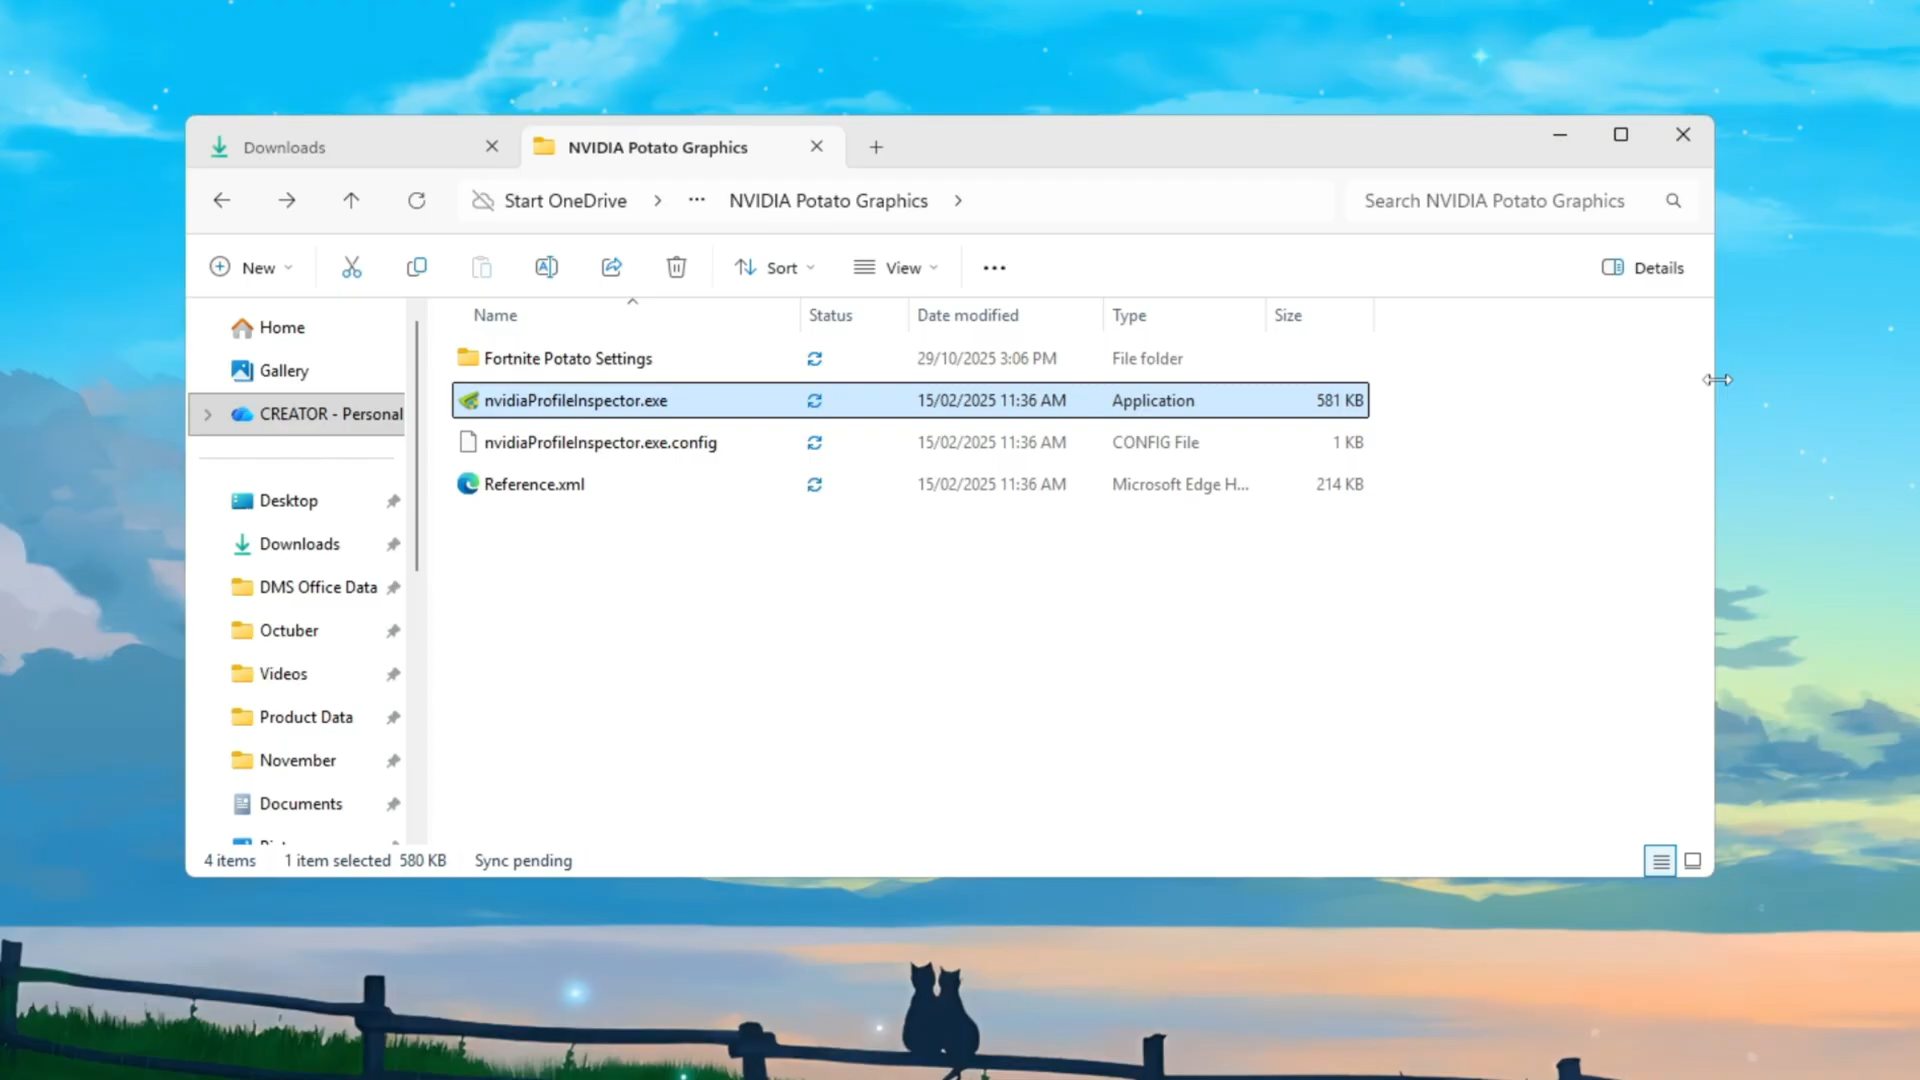 Downloads
NVIDIA Potato Graphics
Start OneDrive
NVIDIA Potato Graphics
Search NVIDIA Potato Graphics
New
Sort
View
Details
Name Status Date modified Type Size
Home
Gallery
CREATOR - Personal
Desktop
Downloads
DMS Office Data
Octuber
Videos
Product Data
November
Documents
Fortnite Potato Settings 29/10/2025 3:06 PM File folder
nvidiaProfileInspector.exe 15/02/2025 11:36 AM Application 581 KB
nvidiaProfileInspector.exe.config 15/02/2025 11:36 AM CONFIG File 1 KB
Reference.xml 15/02/2025 11:36 AM Microsoft Edge H... 214 KB
4 items 1 item selected 580 KB Sync pending